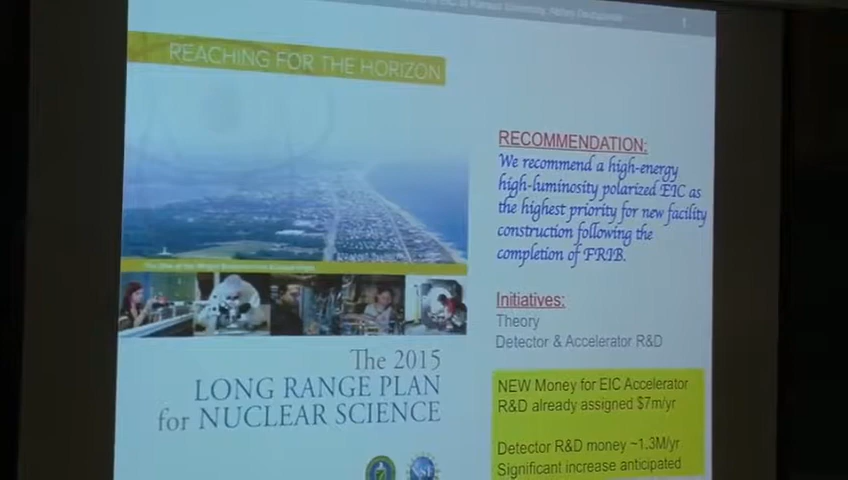 REACHING FOR THE HORIZON
The 2015
LONG RANGE PLAN
for NUCLEAR SCIENCE
1
RECOMMENDATION:
We recommend a high-energy
high-luminosity polarized EIC as
the highest priority for new facility
construction following the
completion of FRIB.
Initiatives:
Theory
Detector & Accelerator R&D
NEW Money for EIC Accelerator
R&D already assigned $7m/yr
Detector R&D money ~1.3M/yr
Significant increase anticipated